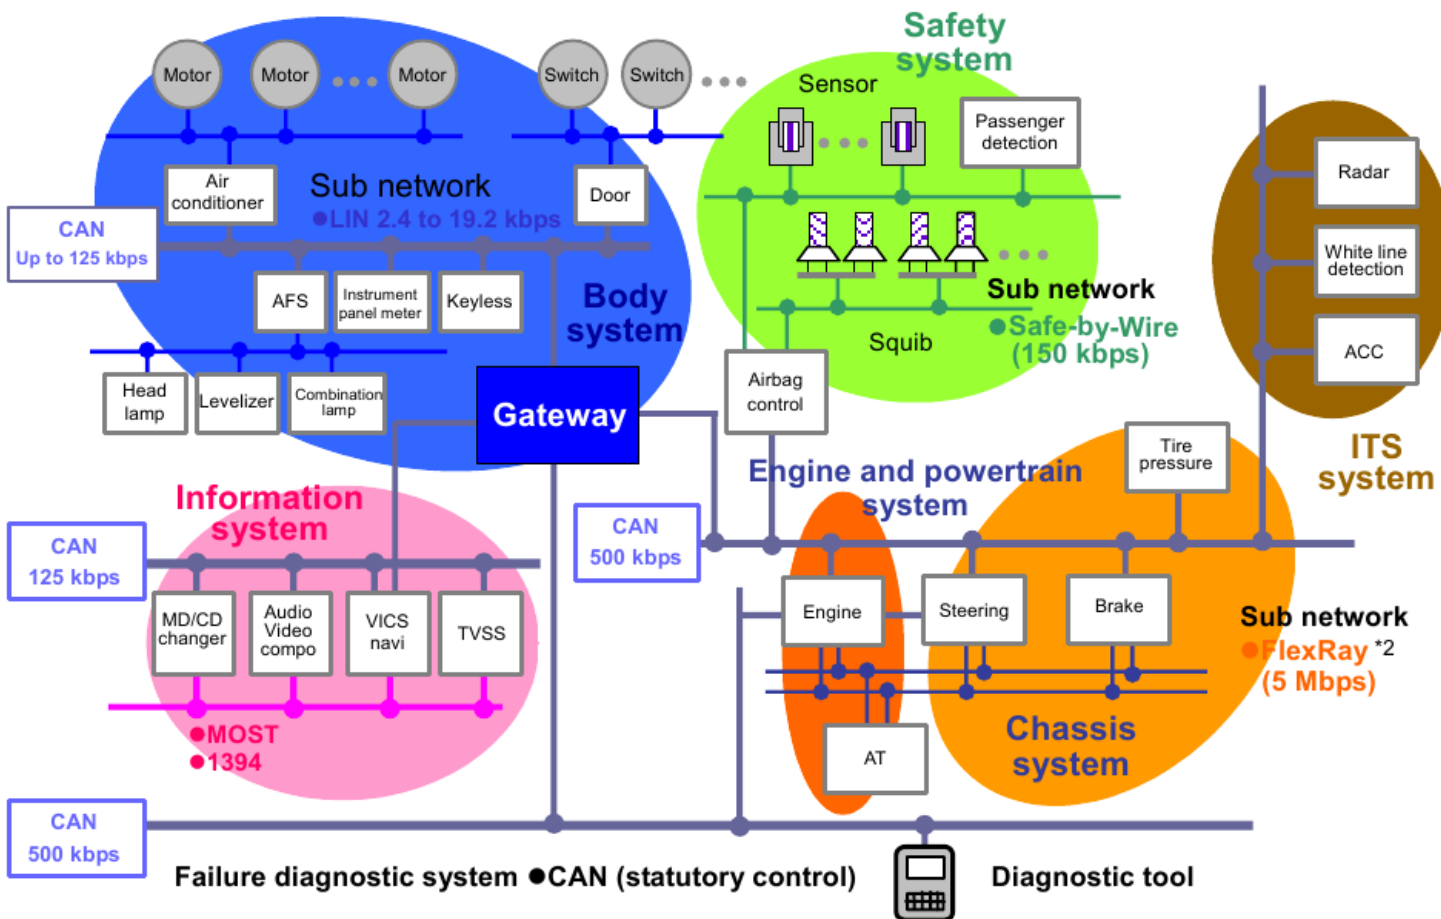 Safety
system
Motor
Motor
Motor
Switch
Switch
Sensor
Passenger
detection
Air
conditioner
Sub network
●LIN 2.4 to 19.2 kbps
Door
CAN
Up to 125 kbps
AFS
Instrument
panel meter
Keyless
Body
system
Head
lamp
Levelizer
Combination
lamp
Gateway
Squib
Sub network
●Safe-by-Wire
(150 kbps)
Airbag
control
Radar
White line
detection
ACC
ITS
system
Information
system
CAN
125 kbps
MD/CD
changer
Audio
Video
compo
VICS
navi
TVSS
●MOST
●1394
Engine and powertrain
system
CAN
500 kbps
Tire
pressure
Engine
Steering
Brake
AT
Chassis
system
Sub network
●FlexRay *2
(5 Mbps)
CAN
500 kbps
Failure diagnostic system ●CAN (statutory control)
Diagnostic tool